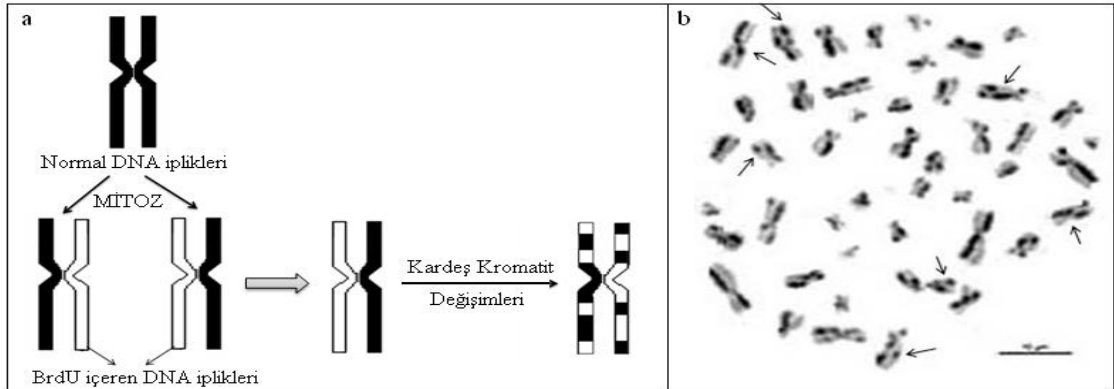 a
Normal DNA iplikleri
MİTOZ
Kardeş Kromatit
Değişimleri
BrdU içeren DNA iplikleri
b